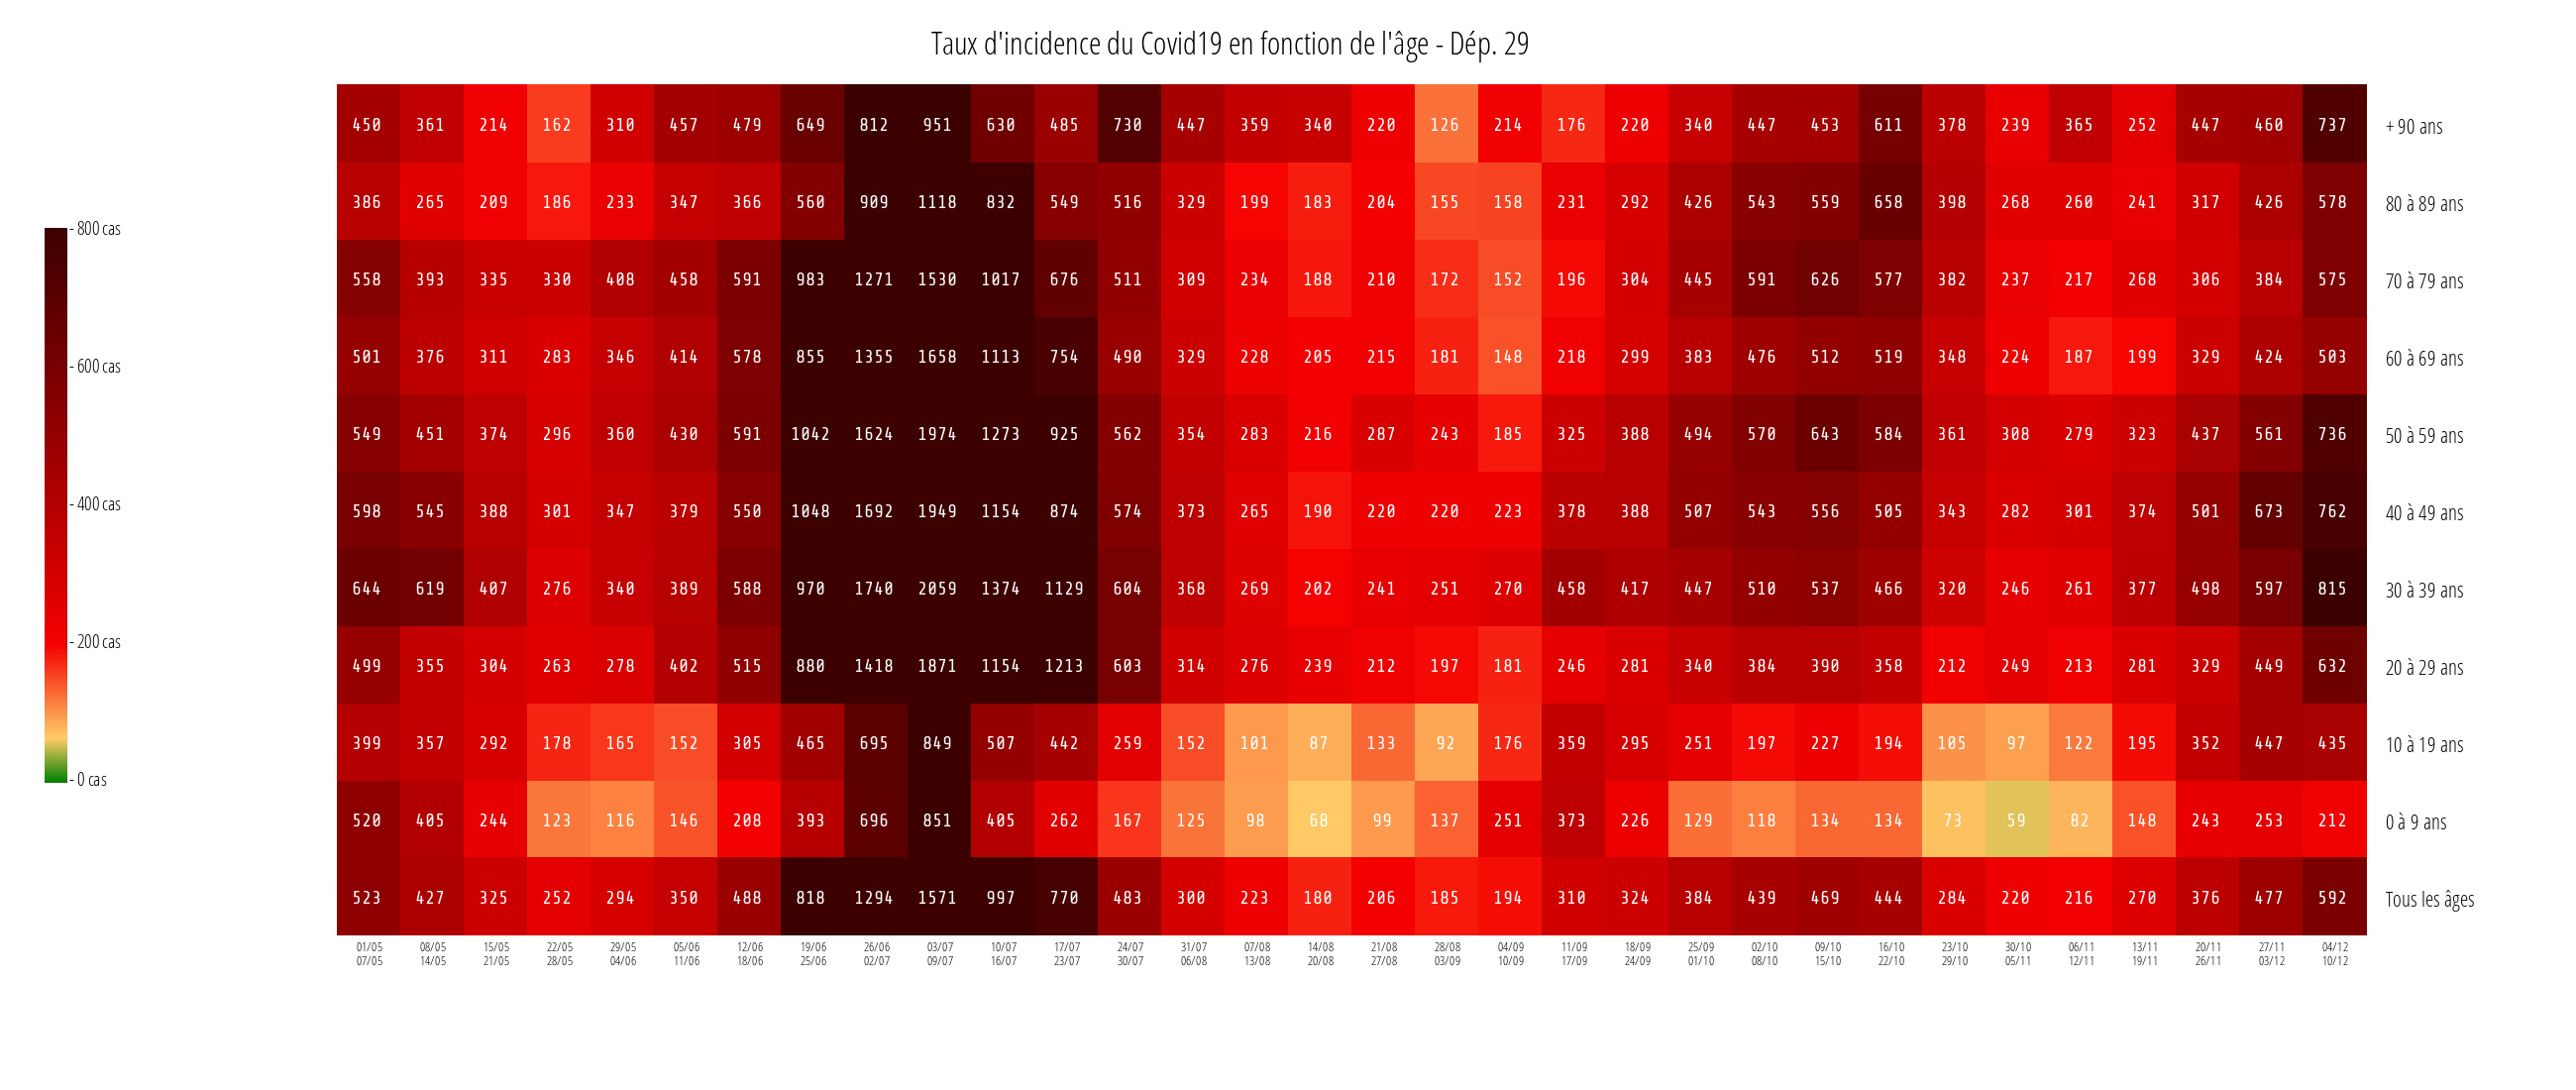 Taux d'incidence du Covid19 en fonction de l'âge - Dép. 29
- 800 cas
- 600 cas
- 400 cas
- 200 cas
- 0 cas
450 361 214 162 310 457 479 649 812 951 630 485 730 447 359 340 220 126 214 176 220 340 447 453 611 378 239 365 252 447 460 737 + 90 ans
386 265 209 186 233 347 366 560 909 1118 832 549 516 329 199 183 204 155 158 231 292 426 543 559 658 398 268 260 241 317 426 578 80 à 89 ans
558 393 335 330 408 458 591 983 1271 1530 1017 676 511 309 234 188 210 172 152 196 304 445 591 626 577 382 237 217 268 306 384 575 70 à 79 ans
501 376 311 283 346 414 578 855 1355 1658 1113 754 490 329 228 205 215 181 148 218 299 383 476 512 519 348 224 187 199 329 424 503 60 à 69 ans
549 451 374 296 360 430 591 1042 1624 1974 1273 925 562 354 283 216 287 243 185 325 388 494 570 643 584 361 308 279 323 437 561 736 50 à 59 ans
598 545 388 301 347 379 550 1048 1692 1949 1154 874 574 373 265 190 220 220 223 378 388 507 543 556 505 343 282 301 374 501 673 762 40 à 49 ans
644 619 407 276 340 389 588 970 1740 2059 1374 1129 604 368 269 202 241 251 270 458 417 447 510 537 466 320 246 261 377 498 597 815 30 à 39 ans
499 355 304 263 278 402 515 880 1418 1871 1154 1213 603 314 276 239 212 197 181 246 281 340 384 390 358 212 249 213 281 329 449 632 20 à 29 ans
399 357 292 178 165 152 305 465 695 849 507 442 259 152 101 87 133 92 176 359 295 251 197 227 194 105 97 122 195 352 447 435 10 à 19 ans
520 405 244 123 116 146 208 393 696 851 405 262 167 125 98 68 99 137 251 373 226 129 118 134 134 73 59 82 148 243 253 212 0 à 9 ans
523 427 325 252 294 350 488 818 1294 1571 997 770 483 300 223 180 206 185 194 310 324 384 439 469 444 284 220 216 270 376 477 592 Tous les âges
01/05 08/05 15/05 22/05 29/05 05/06 12/06 19/06 26/06 03/07 10/07 17/07 24/07 31/07 07/08 14/08 21/08 28/08 04/09 11/09 18/09 25/09 02/10 09/10 16/10 23/10 30/10 06/11 13/11 20/11 27/11 04/12
07/05 14/05 21/05 28/05 04/06 11/06 18/06 25/06 02/07 09/07 16/07 23/07 30/07 06/08 13/08 20/08 27/08 03/09 10/09 17/09 24/09 01/10 08/10 15/10 22/10 29/10 05/11 12/11 19/11 26/11 03/12 10/12